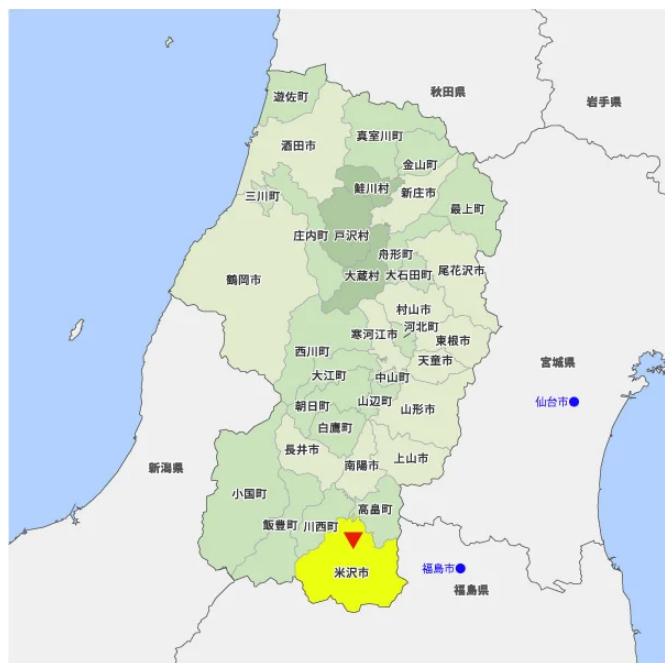 秋田県
岩手県
遊佐町
真室川町
酒田市
金山町
鮭川村
新庄市
三川町
最上町
庄内町
戸沢村
舟形町
鶴岡市
大蔵村
大石田町
尾花沢市
村山市
河北町
寒河江市
東根市
西川町
天童市
宮城県
大江町
中山町
仙台市
朝日町
山辺町
山形市
白鷹町
長井市
上山市
南陽市
新潟県
小国町
高畠町
飯豊町
川西町
米沢市
福島市
福島県